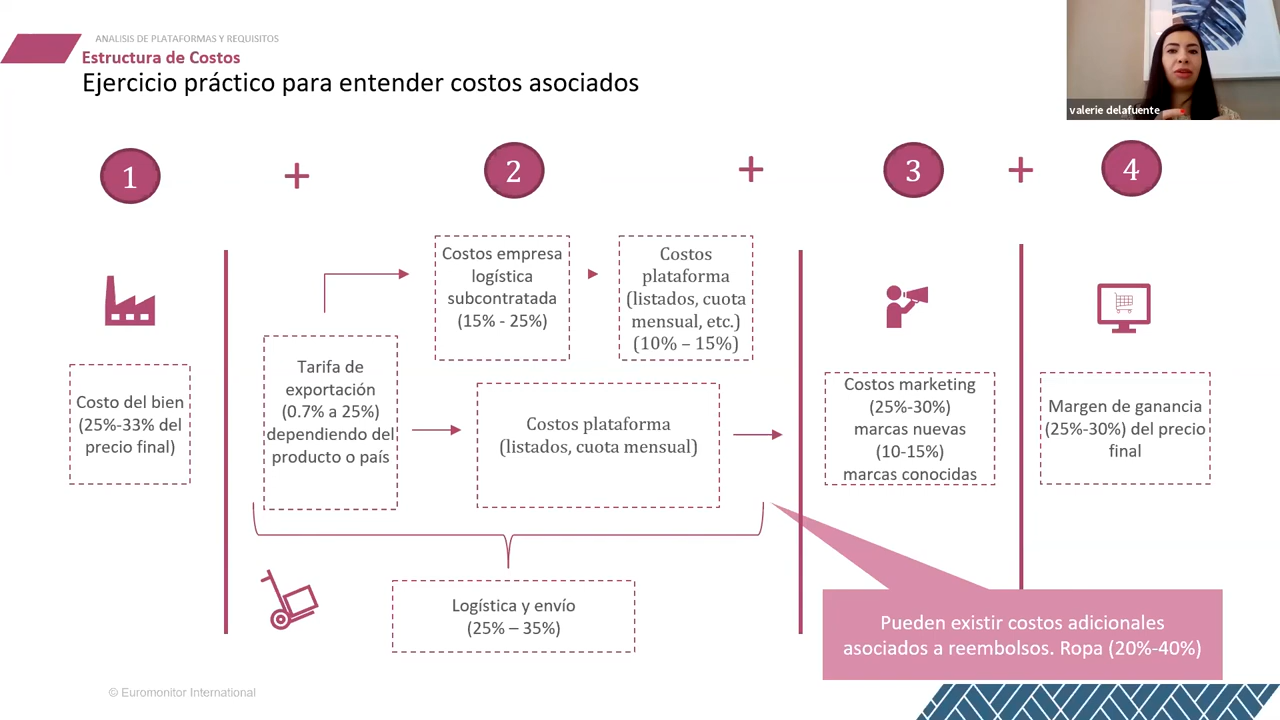 ANALISIS DE PLATAFORMAS Y REQUISITOS
Estructura de Costos
Ejercicio práctico para entender costos asociados
valerie delafuente
1
+
2
+
3
+
4
Costo del bien
(25%-33% del
precio final)
Tarifa de
exportación
(0.7% a 25%)
dependiendo del
producto o país
Costos empresa
logística
subcontratada
(15% - 25%)
Costos
plataforma
(listados, cuota
mensual, etc.)
(10% – 15%)
Costos plataforma
(listados, cuota mensual)
Logística y envío
(25% – 35%)
Costos marketing
(25%-30%)
marcas nuevas
(10-15%)
marcas conocidas
Margen de ganancia
(25%-30%) del precio
final
Pueden existir costos adicionales
asociados a reembolsos. Ropa (20%-40%)
© Euromonitor International